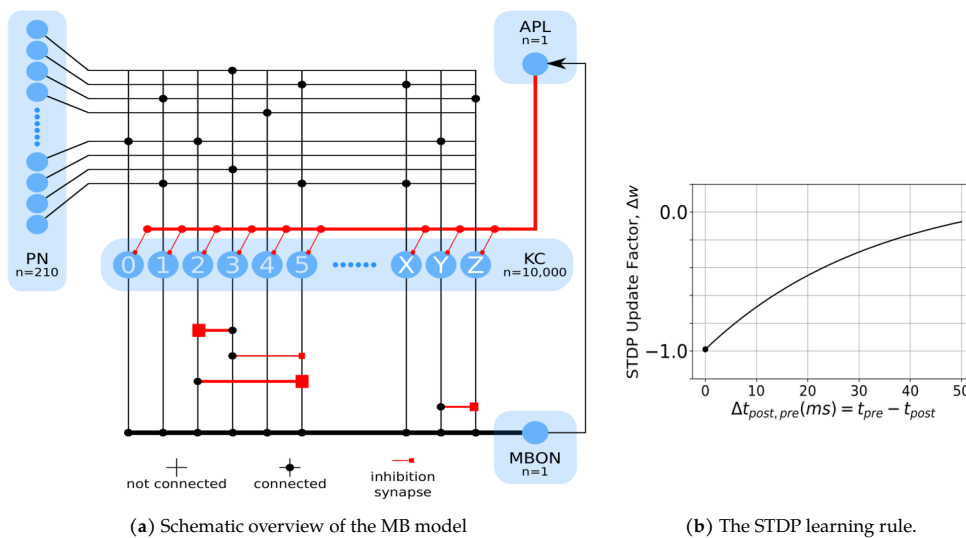 APL
n=1
PN
n=210
0 1 2 3 4 5 X Y Z
KC
n=10,000
MBON
n=1
not connected
connected
inhibition
synapse
(a) Schematic overview of the MB model
STDP Update Factor, Δw
0.0
−1.0
0 10 20 30 40 50
Δt_post,pre(ms) = t_pre − t_post
(b) The STDP learning rule.